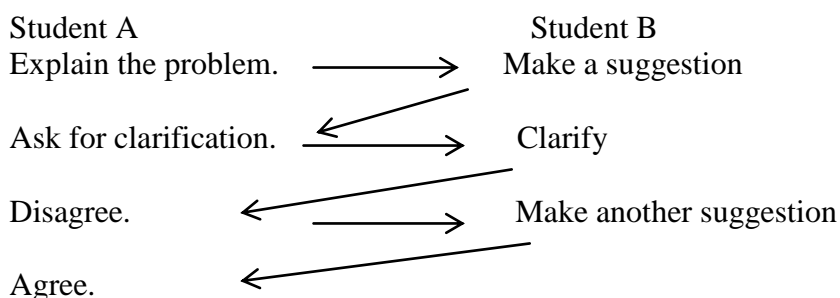 Student A Student B
Explain the problem. Make a suggestion
Ask for clarification. Clarify
Disagree. Make another suggestion
Agree.